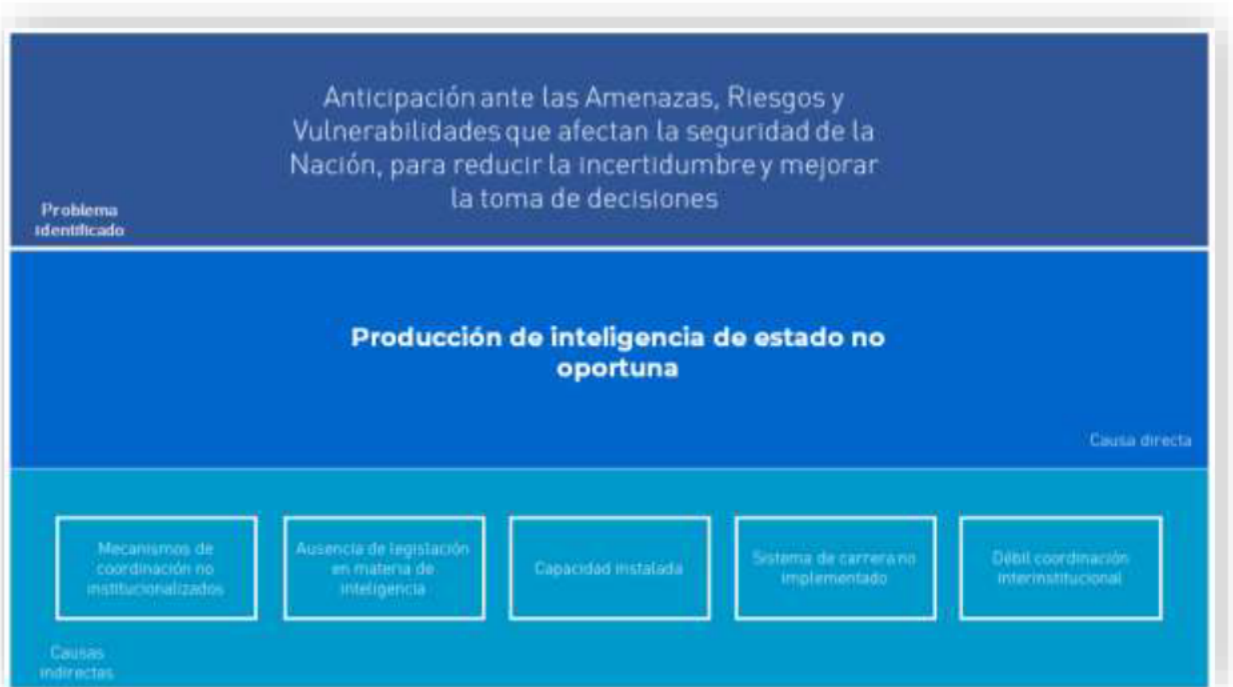 Anticipación ante las Amenazas, Riesgos y
Vulnerabilidades que afectan la seguridad de la
Nación, para reducir la incertidumbre y mejorar
la toma de decisiones
Problema
identificado
Producción de inteligencia de estado no
oportuna
Causa directa
Mecanismos de
coordinación no
institucionalizados
Ausencia de legislación
en materia de
inteligencia
Capacidad instalada
Sistema de carrera no
implementado
Débil coordinación
interinstitucional
Causas
indirectas